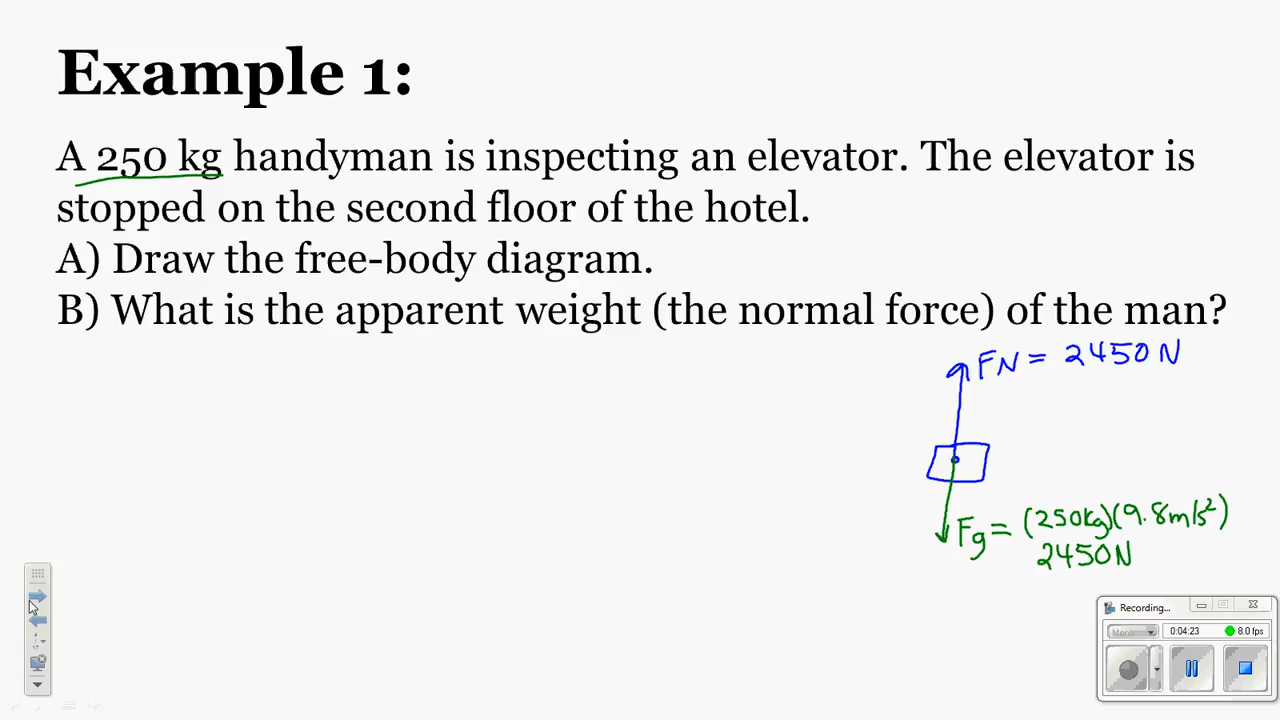 Example 1:
A 250 kg handyman is inspecting an elevator. The elevator is
stopped on the second floor of the hotel.
A) Draw the free-body diagram.
B) What is the apparent weight (the normal force) of the man?
FN = 2450 N
Fg = (250kg)(9.8m/s²)
2450N
Recording...
Menu
0:04:23
8.0 fps